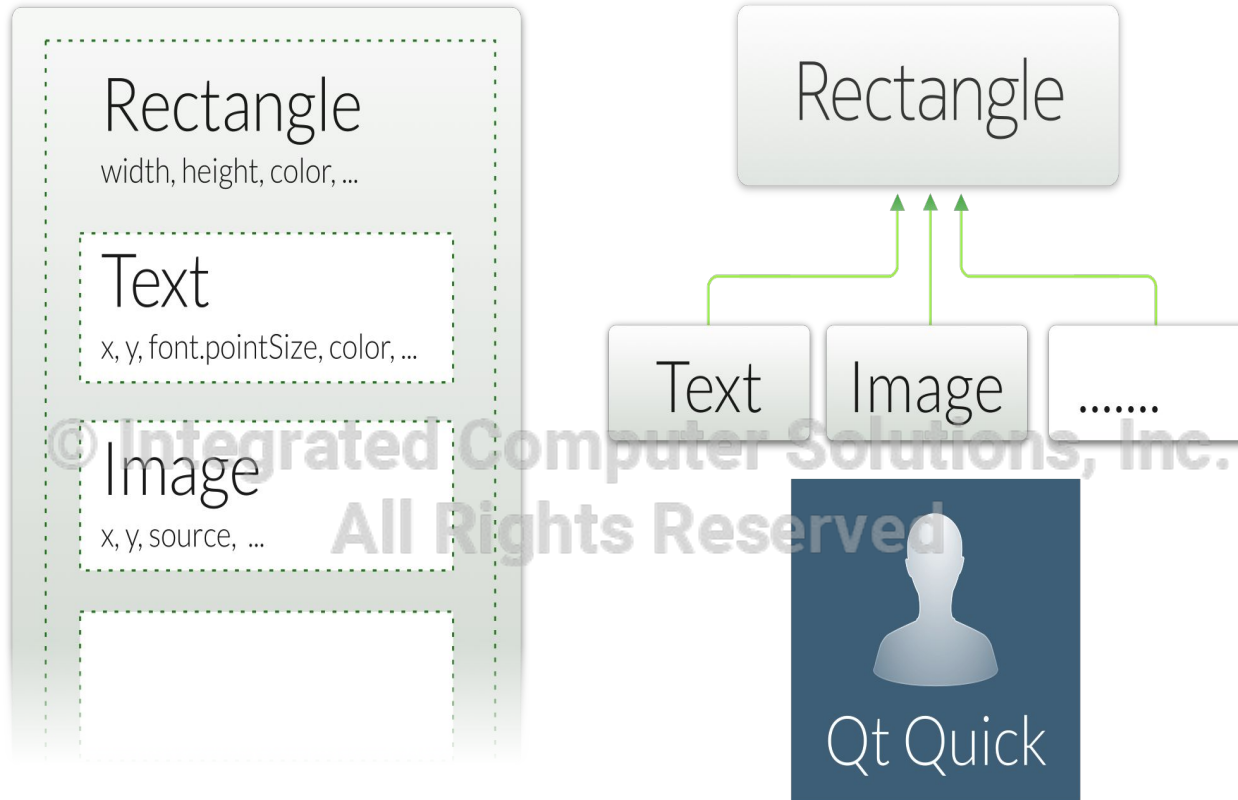 Rectangle
width, height, color, ...
Text
x, y, font.pointSize, color, ...
Image
x, y, source, ...
Rectangle
Text
Image
.......
© Integrated Computer Solutions, Inc.
All Rights Reserved
Qt Quick